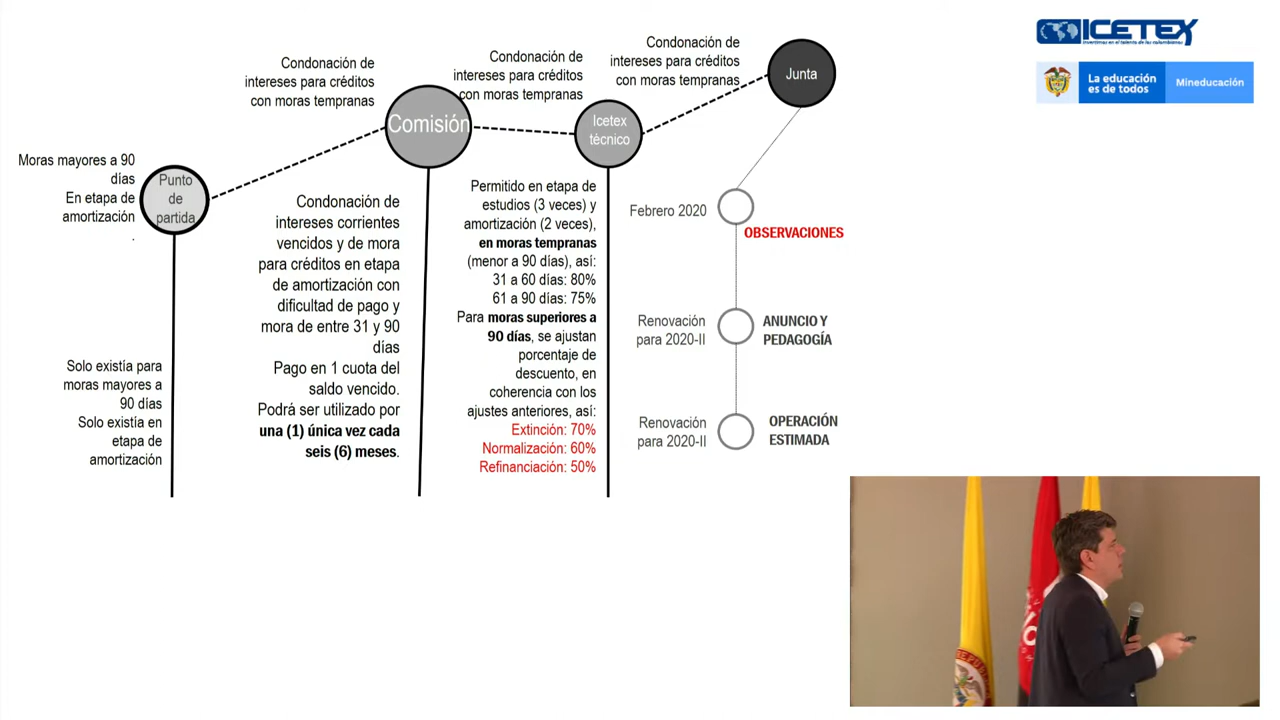 ICETEX
Invertimos en el talento de los colombianos
La educación
es de todos
Mineducación
Moras mayores a 90
días
En etapa de
amortización
.
Punto
de
partida
Solo existía para
moras mayores a
90 días
Solo existía en
etapa de
amortización
Condonación de
intereses para créditos
con moras tempranas
Comisión
Condonación de
intereses corrientes
vencidos y de mora
para créditos en etapa
de amortización con
dificultad de pago y
mora de entre 31 y 90
días
Pago en 1 cuota del
saldo vencido.
Podrá ser utilizado por
una (1) única vez cada
seis (6) meses.
Condonación de
intereses para créditos
con moras tempranas
Icetex
técnico
Permitido en etapa de
estudios (3 veces) y
amortización (2 veces),
en moras tempranas
(menor a 90 días), así:
31 a 60 días: 80%
61 a 90 días: 75%
Para moras superiores a
90 días, se ajustan
porcentaje de
descuento, en
coherencia con los
ajustes anteriores, así:
Extinción: 70%
Normalización: 60%
Refinanciación: 50%
Condonación de
intereses para créditos
con moras tempranas
Junta
Febrero 2020
OBSERVACIONES
Renovación
para 2020-II
ANUNCIO Y
PEDAGOGÍA
Renovación
para 2020-II
OPERACIÓN
ESTIMADA